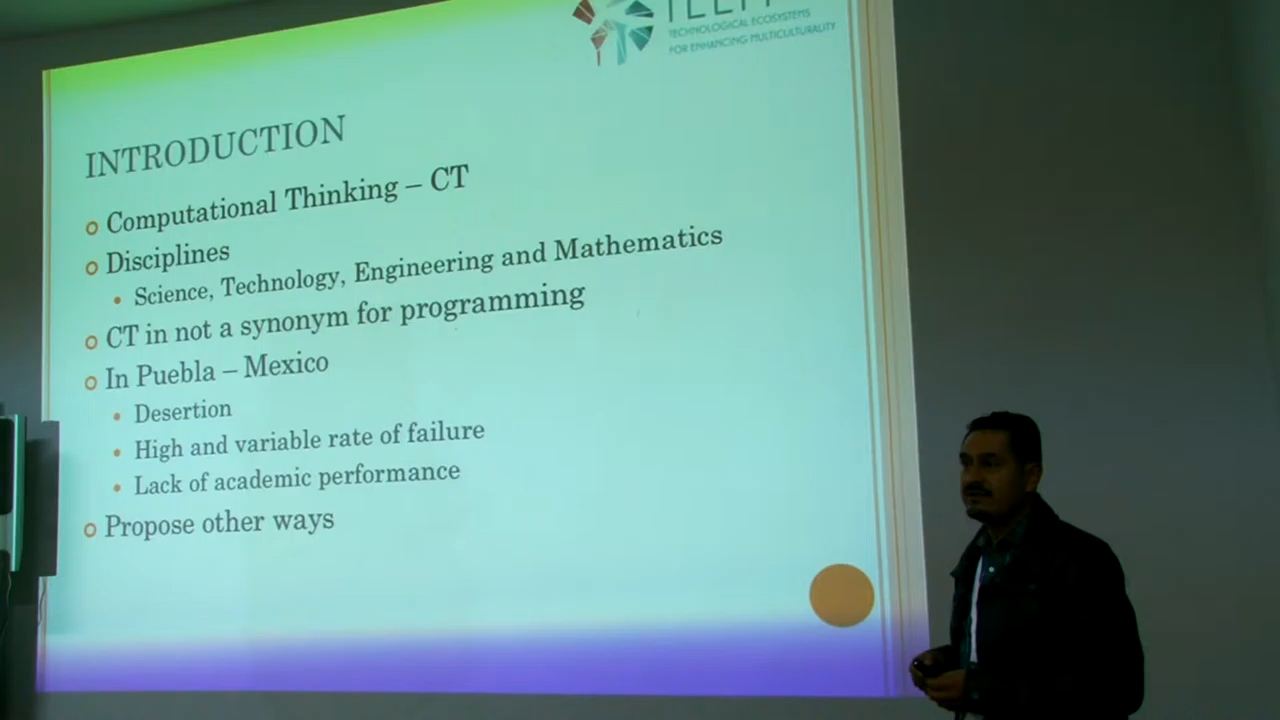 TECHNOLOGICAL ECOSYSTEMS
FOR ENHANCING MULTICULTURALITY
INTRODUCTION
Computational Thinking – CT
Disciplines
Science, Technology, Engineering and Mathematics
CT in not a synonym for programming
In Puebla – Mexico
Desertion
High and variable rate of failure
Lack of academic performance
Propose other ways